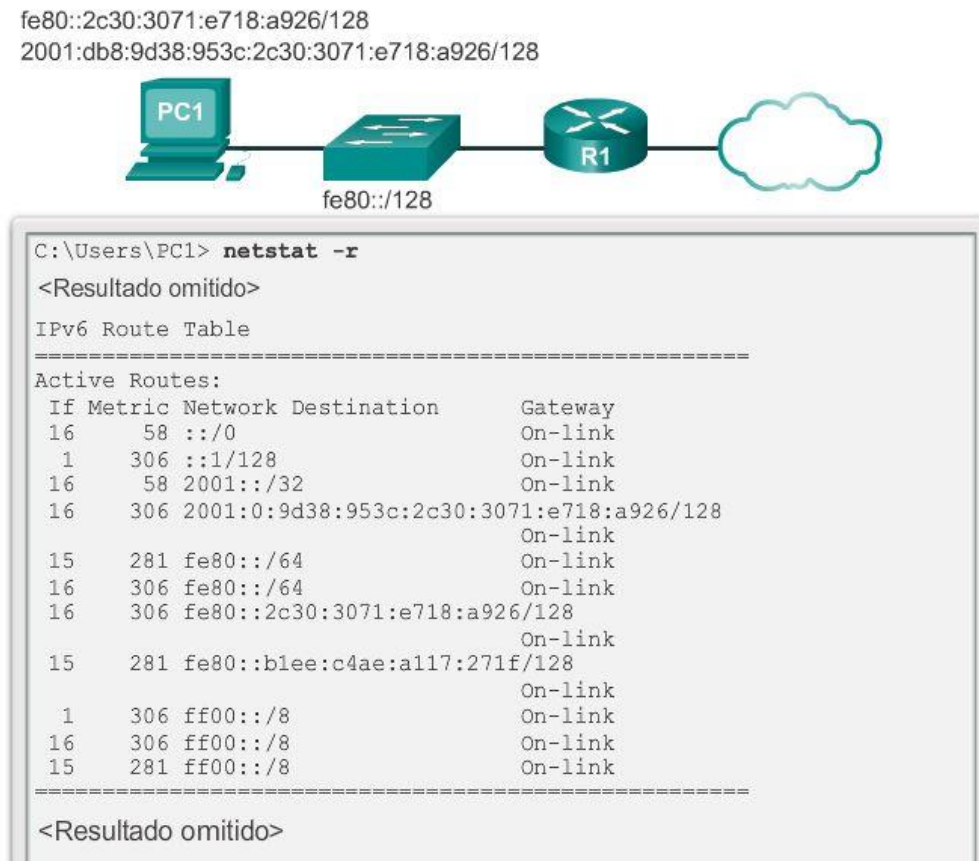 fe80::2c30:3071:e718:a926/128
2001:db8:9d38:953c:2c30:3071:e718:a926/128
PC1
R1
fe80::/128
C:\Users\PC1> netstat -r
<Resultado omitido>
IPv6 Route Table
=====================================================
Active Routes:
If Metric Network Destination Gateway
16 58 ::/0 On-link
1 306 ::1/128 On-link
16 58 2001::/32 On-link
16 306 2001:0:9d38:953c:2c30:3071:e718:a926/128
On-link
15 281 fe80::/64 On-link
16 306 fe80::/64 On-link
16 306 fe80::2c30:3071:e718:a926/128
On-link
15 281 fe80::b1ee:c4ae:a117:271f/128
On-link
1 306 ff00::/8 On-link
16 306 ff00::/8 On-link
15 281 ff00::/8 On-link
=====================================================
<Resultado omitido>